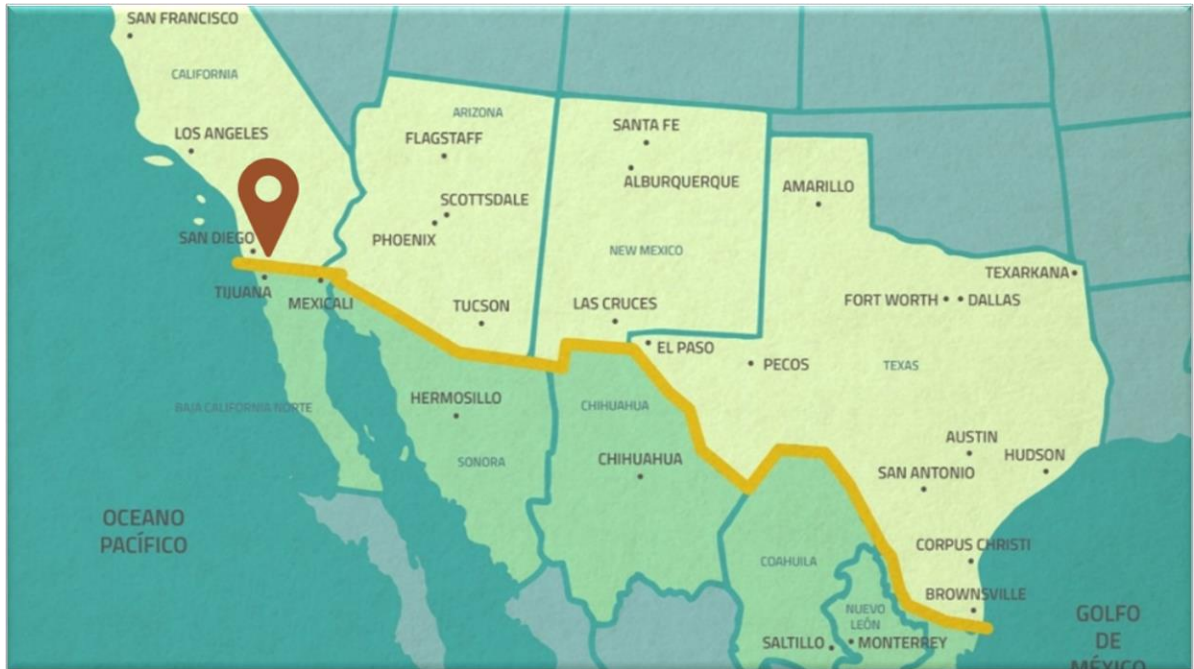 SAN FRANCISCO
CALIFORNIA
ARIZONA
LOS ANGELES
FLAGSTAFF
SANTA FE
ALBURQUERQUE
AMARILLO
SCOTTSDALE
PHOENIX
SAN DIEGO
NEW MEXICO
TEXARKANA
TIJUANA
MEXICALI
TUCSON
LAS CRUCES
FORT WORTH
DALLAS
EL PASO
PECOS
TEXAS
HERMOSILLO
BAJA CALIFORNIA NORTE
CHIHUAHUA
SONORA
CHIHUAHUA
AUSTIN
HUDSON
SAN ANTONIO
OCEANO
PACÍFICO
COAHUILA
CORPUS CHRISTI
BROWNSVILLE
NUEVO
LEÓN
SALTILLO
MONTERREY
GOLFO
DE
MÉXICO